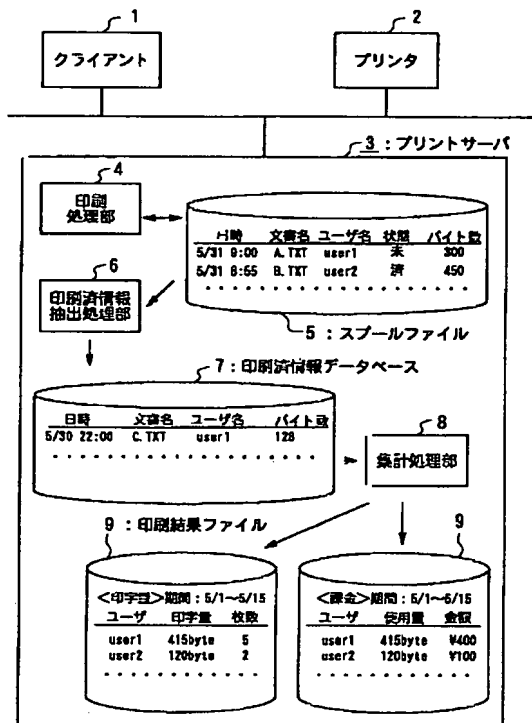 1
クライアント
2
プリンタ
3：プリントサーバ
4
印刷
処理部
日時 文書名 ユーザ名 状態 バイト数
5/31 9:00 A.TXT user1 未 300
5/31 8:55 B.TXT user2 済 450
5：スプールファイル
6
印刷済情報
抽出処理部
7：印刷済情報データベース
日時 文書名 ユーザ名 バイト数
5/30 22:00 C.TXT user1 128
8
集計処理部
9：印刷結果ファイル
<印字量>期間：5/1～5/15
ユーザ 印字量 枚数
user1 415byte 5
user2 120byte 2
9
<課金>期間：5/1～5/15
ユーザ 使用量 金額
user1 415byte ¥400
user2 120byte ¥100